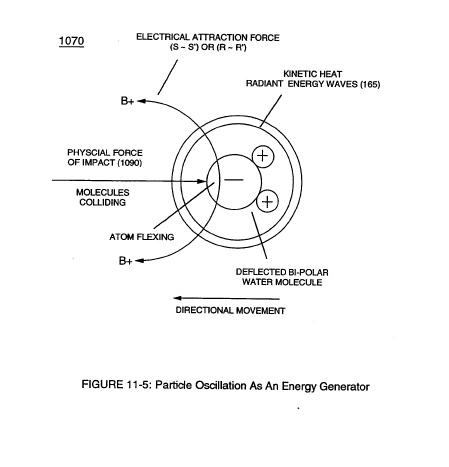 1070
ELECTRICAL ATTRACTION FORCE
(S ~ S') OR (R ~ R')
KINETIC HEAT
RADIANT ENERGY WAVES (165)
B+
PHYSCIAL FORCE
OF IMPACT (1090)
MOLECULES
COLLIDING
ATOM FLEXING
B+
DEFLECTED BI-POLAR
WATER MOLECULE
DIRECTIONAL MOVEMENT
FIGURE 11-5: Particle Oscillation As An Energy Generator